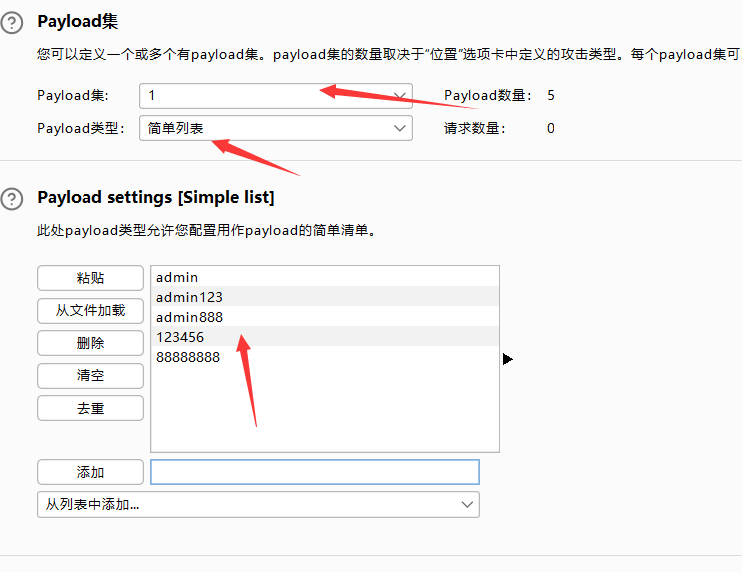 Payload集
您可以定义一个或多个有payload集。payload集的数量取决于“位置”选项卡中定义的攻击类型。每个payload集可
Payload集: 1 Payload数量: 5
Payload类型: 简单列表 请求数量: 0
Payload settings [Simple list]
此处payload类型允许您配置用作payload的简单清单。
粘贴
从文件加载
删除
清空
去重
admin
admin123
admin888
123456
88888888
添加
从列表中添加...